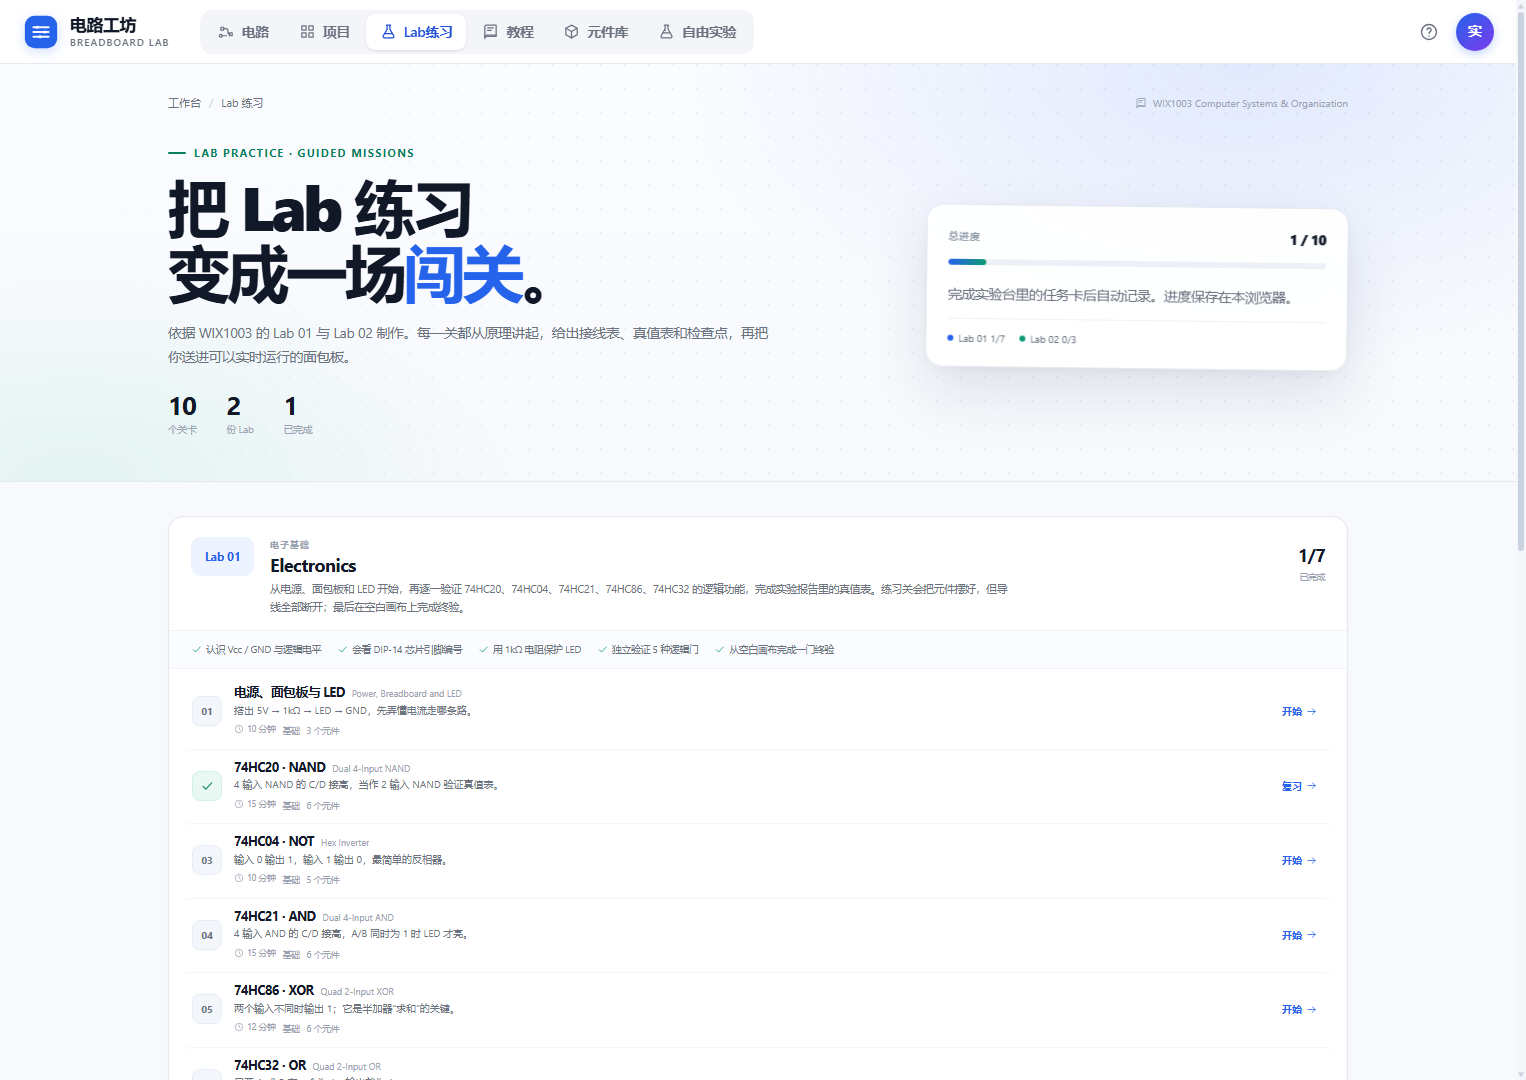 电路工坊
BREADBOARD LAB
电路
项目
Lab练习
教程
元件库
自由实验
实
工作台 / Lab 练习
WIX1003 Computer Systems & Organization
LAB PRACTICE · GUIDED MISSIONS
把 Lab 练习
变成一场闯关。
依据 WIX1003 的 Lab 01 与 Lab 02 制作。每一关都从原理讲起，给出接线表、真值表和检查点，再把
你送进可以实时运行的面包板。
10
个关卡
2
份 Lab
1
已完成
总进度
1 / 10
完成实验台里的任务卡后自动记录。进度保存在本浏览器。
Lab 01 1/7
Lab 02 0/3
Lab 01
电子基础
Electronics
从电源、面包板和 LED 开始，再逐一验证 74HC20、74HC04、74HC21、74HC86、74HC32 的逻辑功能，完成实验报告里的真值表。练习关会把元件摆好，但导
线全部断开；最后在空白画布上完成终验。
1/7
已完成
认识 Vcc / GND 与逻辑电平
会看 DIP-14 芯片引脚编号
用 1kΩ 电阻保护 LED
独立验证 5 种逻辑门
从空白画布完成一门终验
01
电源、面包板与 LED Power, Breadboard and LED
搭出 5V → 1kΩ → LED → GND，先弄懂电流走哪条路。
10 分钟 基础 3 个元件
开始 →
74HC20 · NAND Dual 4-Input NAND
4 输入 NAND 的 C/D 接高，当作 2 输入 NAND 验证真值表。
15 分钟 基础 6 个元件
复习 →
03
74HC04 · NOT Hex Inverter
输入 0 输出 1，输入 1 输出 0，最简单的反相器。
10 分钟 基础 5 个元件
开始 →
04
74HC21 · AND Dual 4-Input AND
4 输入 AND 的 C/D 接高，A/B 同时为 1 时 LED 才亮。
15 分钟 基础 6 个元件
开始 →
05
74HC86 · XOR Quad 2-Input XOR
两个输入不同时输出 1；它是半加器“求和”的关键。
12 分钟 基础 6 个元件
开始 →
74HC32 · OR Quad 2-Input OR